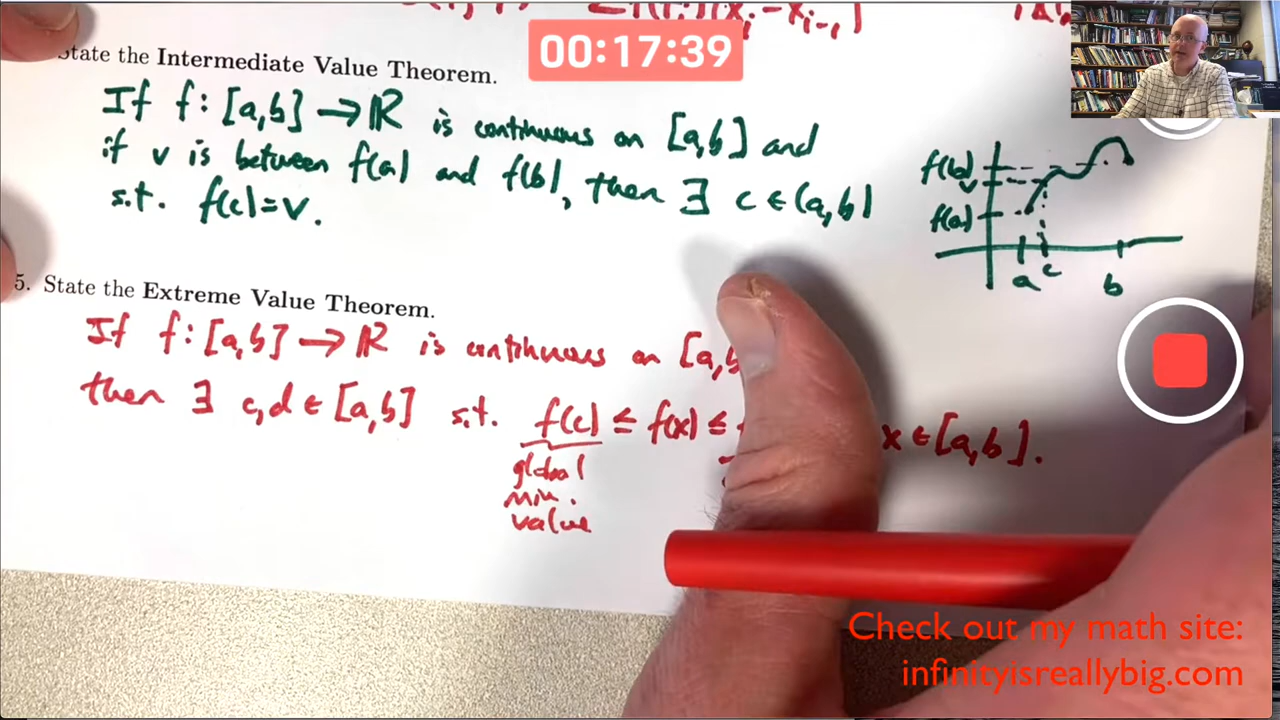 00:17:39
State the Intermediate Value Theorem.
If f: [a,b] → ℝ is continuous on [a,b] and
if v is between f(a) and f(b), then ∃ c ∈ (a,b)
s.t. f(c)=v.
f(b)
v
f(a)
a c b
5. State the Extreme Value Theorem.
If f: [a,b] → ℝ is continuous on [a,b
then ∃ c,d ∈ [a,b] s.t. f(c) ≤ f(x) ≤ x ∈ [a,b].
global
min.
value
Check out my math site:
infinityisreallybig.com